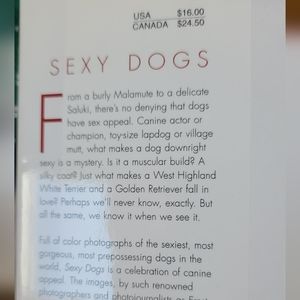 USA $16.00
CANADA $24.50
SEXY DOGS
From a burly Malamute to a delicate
Saluki, there's no denying that dogs
have sex appeal. Canine actor or
champion, toy-size lapdog or village
mutt, what makes a dog downright
sexy is a mystery. Is it a muscular build? A
silky coat? Just what makes a West Highland
White Terrier and a Golden Retriever fall in
love? Perhaps we'll never know, exactly. But
all the same, we know it when we see it.
Full of color photographs of the sexiest, most
gorgeous, most prepossessing dogs in the
world, Sexy Dogs is a celebration of canine
appeal. The images, by such renowned
photographers and photojournalists as